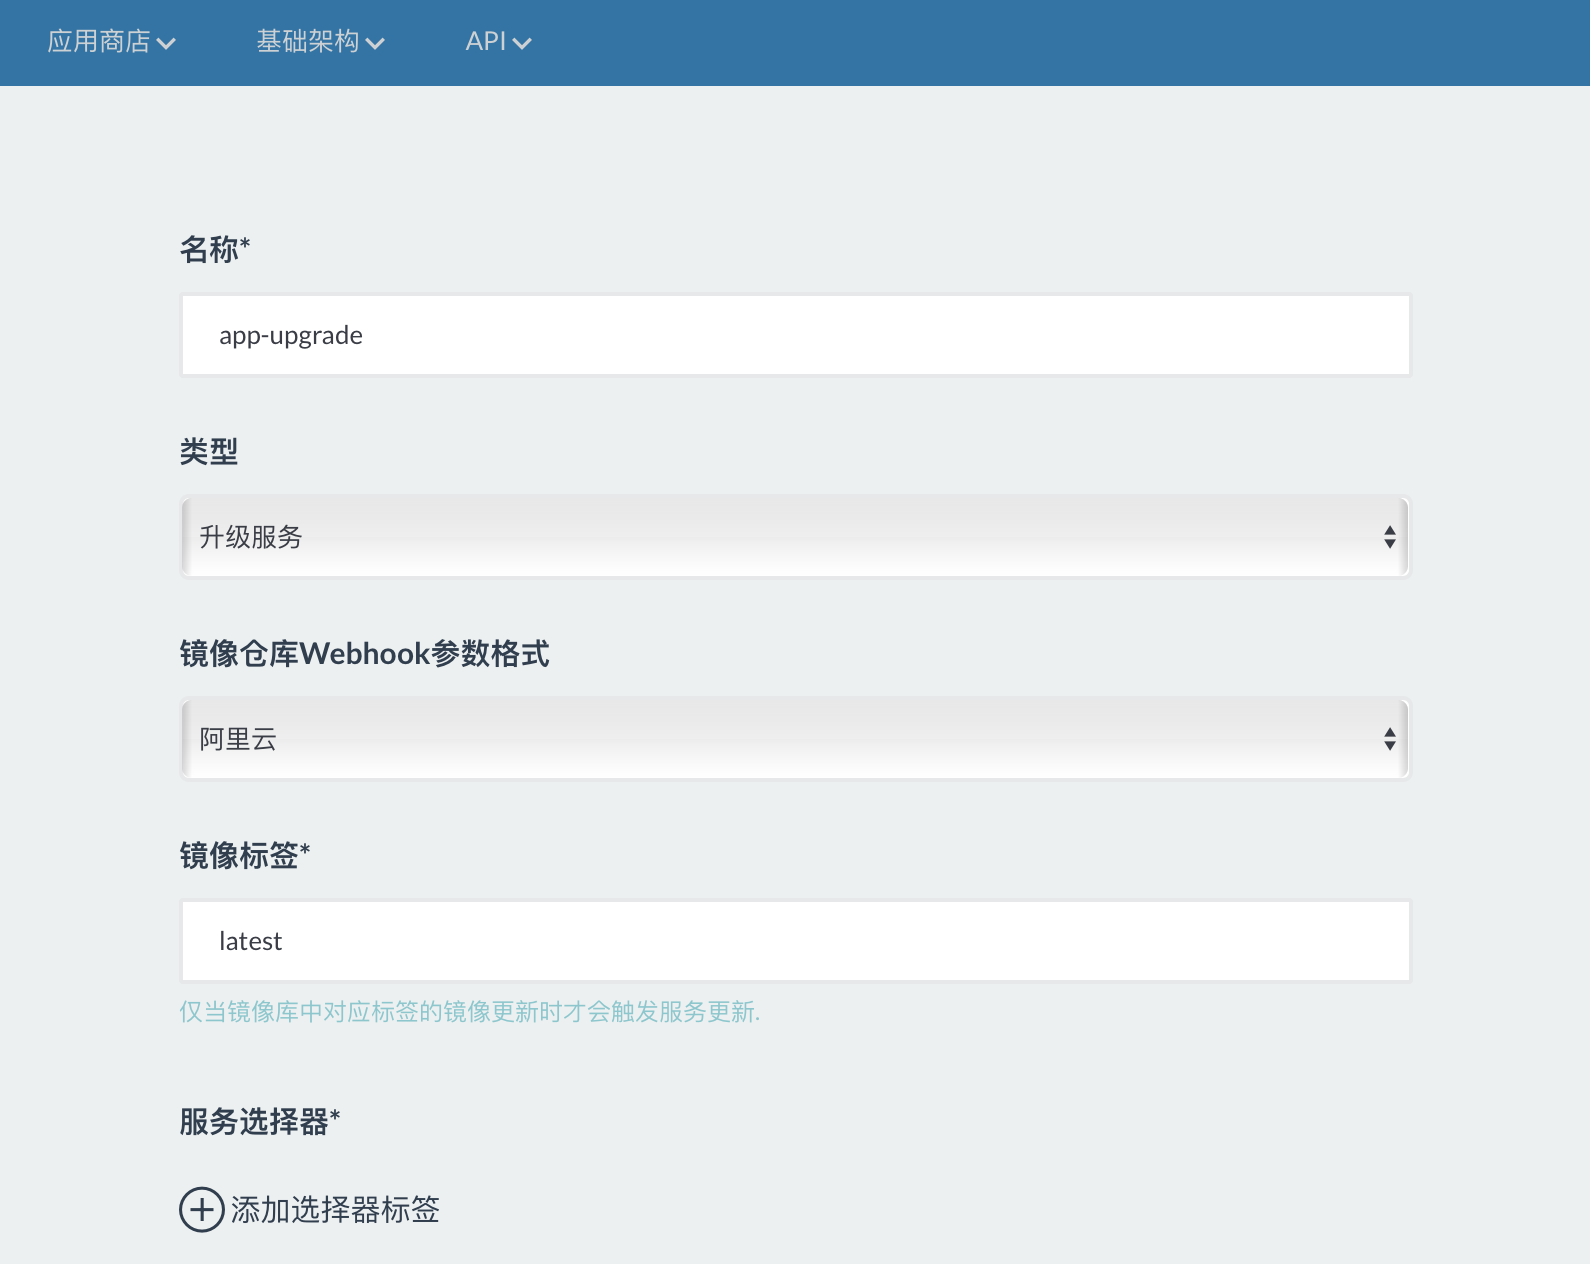 应用商店 基础架构 API
名称*
app-upgrade
类型
升级服务
镜像仓库Webhook参数格式
阿里云
镜像标签*
latest
仅当镜像库中对应标签的镜像更新时才会触发服务更新.
服务选择器*
添加选择器标签